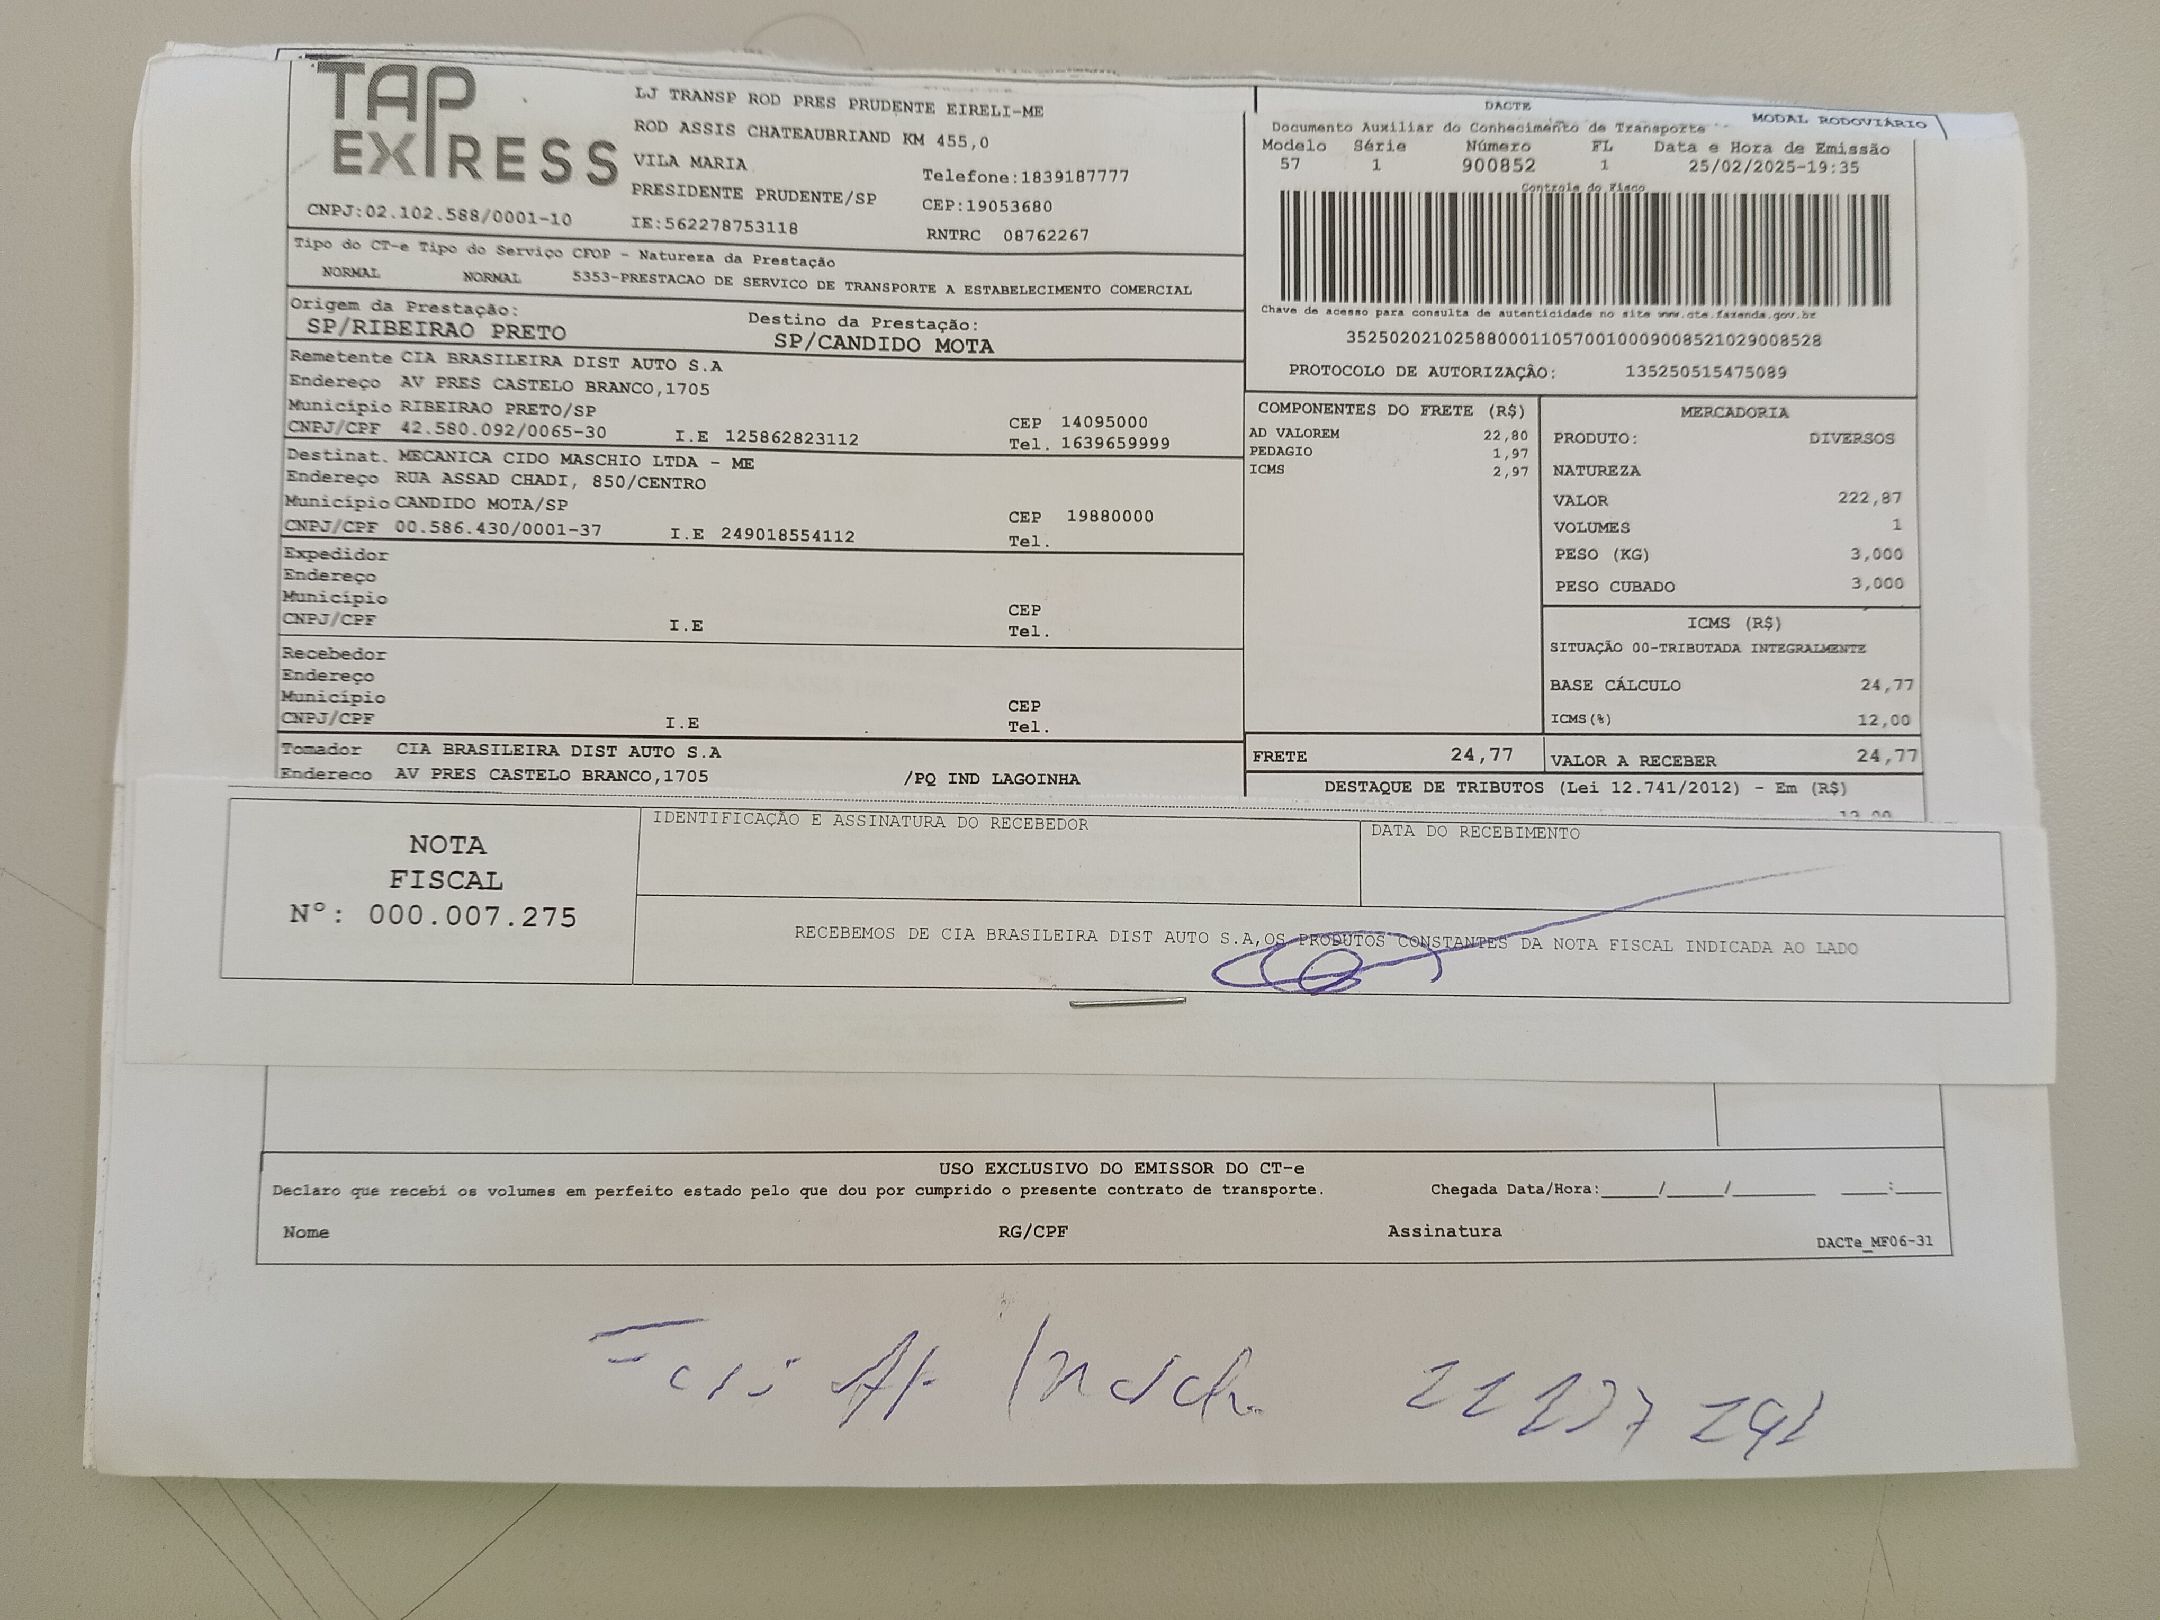 TAP
EXPRESS
CNPJ:02.102.588/0001-10
LJ TRANSP ROD PRES PRUDENTE EIRELI-ME
ROD ASSIS CHATEAUBRIAND KM 455,0
VILA MARIA
Telefone:1839187777
PRESIDENTE PRUDENTE/SP
CEP:19053680
IE:562278753118
RNTRC 08762267
DACTE
MODAL RODOVIÁRIO
Documento Auxiliar do Conhecimento de Transporte
Modelo Série Número FL Data e Hora de Emissão
57 1 900852 1 25/02/2025-19:35
Controle do Fisco
Chave de acesso para consulta de autenticidade no site www.cte.fazenda.gov.br
35250202102588000110570010009008521029008528
PROTOCOLO DE AUTORIZAÇÃO: 135250515475089
Tipo do CT-e Tipo do Serviço CFOP - Natureza da Prestação
NORMAL NORMAL 5353-PRESTACAO DE SERVICO DE TRANSPORTE A ESTABELECIMENTO COMERCIAL
Origem da Prestação:
SP/RIBEIRAO PRETO
Destino da Prestação:
SP/CANDIDO MOTA
Remetente CIA BRASILEIRA DIST AUTO S.A
Endereço AV PRES CASTELO BRANCO,1705
Município RIBEIRAO PRETO/SP CEP 14095000
CNPJ/CPF 42.580.092/0065-30 I.E 125862823112 Tel. 1639659999
Destinat. MECANICA CIDO MASCHIO LTDA - ME
Endereço RUA ASSAD CHADI, 850/CENTRO
Município CANDIDO MOTA/SP CEP 19880000
CNPJ/CPF 00.586.430/0001-37 I.E 249018554112 Tel.
Expedidor
Endereço
Município CEP
CNPJ/CPF I.E Tel.
Recebedor
Endereço
Município CEP
CNPJ/CPF I.E Tel.
Tomador CIA BRASILEIRA DIST AUTO S.A
Endereco AV PRES CASTELO BRANCO,1705 /PQ IND LAGOINHA
COMPONENTES DO FRETE (R$)
AD VALOREM 22,80
PEDAGIO 1,97
ICMS 2,97
MERCADORIA
PRODUTO: DIVERSOS
NATUREZA
VALOR 222,87
VOLUMES 1
PESO (KG) 3,000
PESO CUBADO 3,000
ICMS (R$)
SITUAÇÃO 00-TRIBUTADA INTEGRALMENTE
BASE CÁLCULO 24,77
ICMS(%) 12,00
FRETE 24,77
VALOR A RECEBER 24,77
DESTAQUE DE TRIBUTOS (Lei 12.741/2012) - Em (R$)
NOTA
FISCAL
Nº: 000.007.275
IDENTIFICAÇÃO E ASSINATURA DO RECEBEDOR
DATA DO RECEBIMENTO
RECEBEMOS DE CIA BRASILEIRA DIST AUTO S.A,OS PRODUTOS CONSTANTES DA NOTA FISCAL INDICADA AO LADO
USO EXCLUSIVO DO EMISSOR DO CT-e
Declaro que recebi os volumes em perfeito estado pelo que dou por cumprido o presente contrato de transporte.
Chegada Data/Hora:____/____/______ ___:___
Nome RG/CPF Assinatura
DACTe_MF06-31